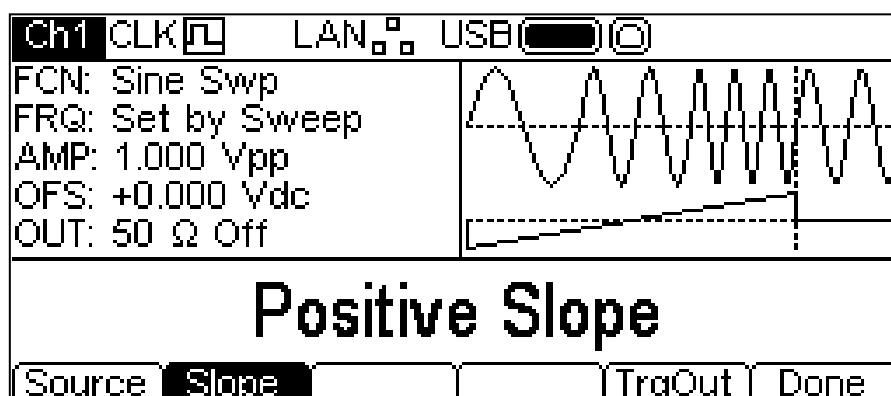 Ch1 CLK LAN USB
FCN: Sine Swp
FRQ: Set by Sweep
AMP: 1.000 Vpp
OFS: +0.000 Vdc
OUT: 50 Ω Off
Positive Slope
Source Slope TrgOut Done